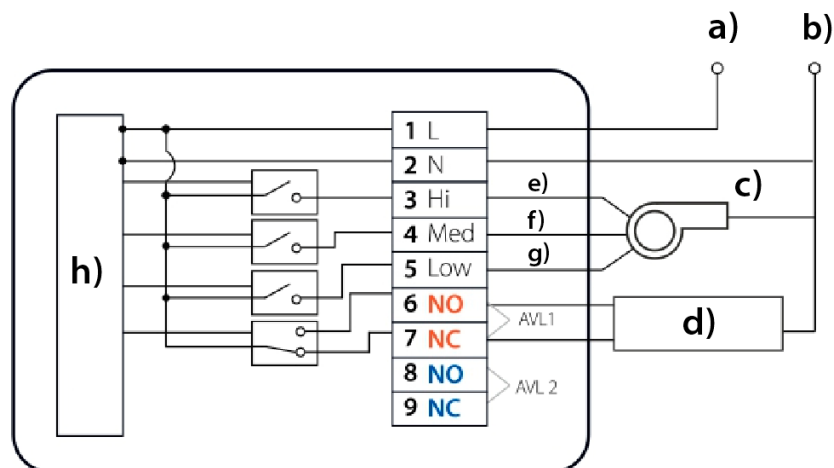 a)
b)
1 L
2 N
3 Hi
e)
c)
4 Med
f)
5 Low
g)
h)
6 NO
AVL1
d)
7 NC
8 NO
AVL 2
9 NC